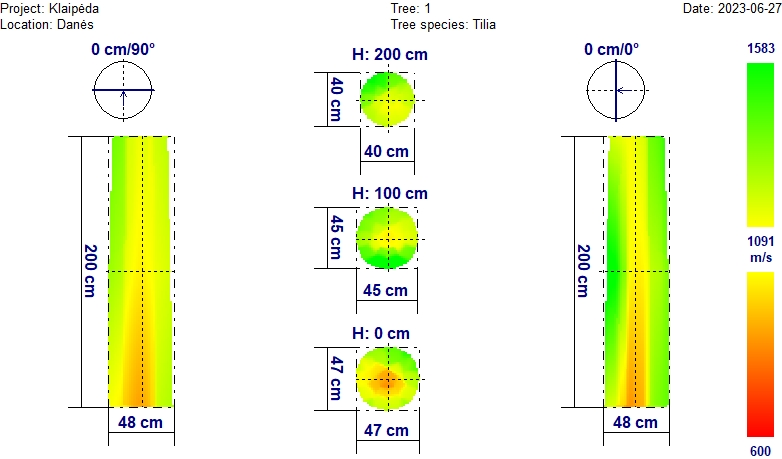 Project: Klaipėda
Tree: 1
Date: 2023-06-27
Location: Danės
Tree species: Tilia
0 cm/90°
H: 200 cm
0 cm/0°
1583
40 cm
40 cm
H: 100 cm
45 cm
45 cm
200 cm
200 cm
1091
m/s
H: 0 cm
47 cm
47 cm
48 cm
48 cm
600